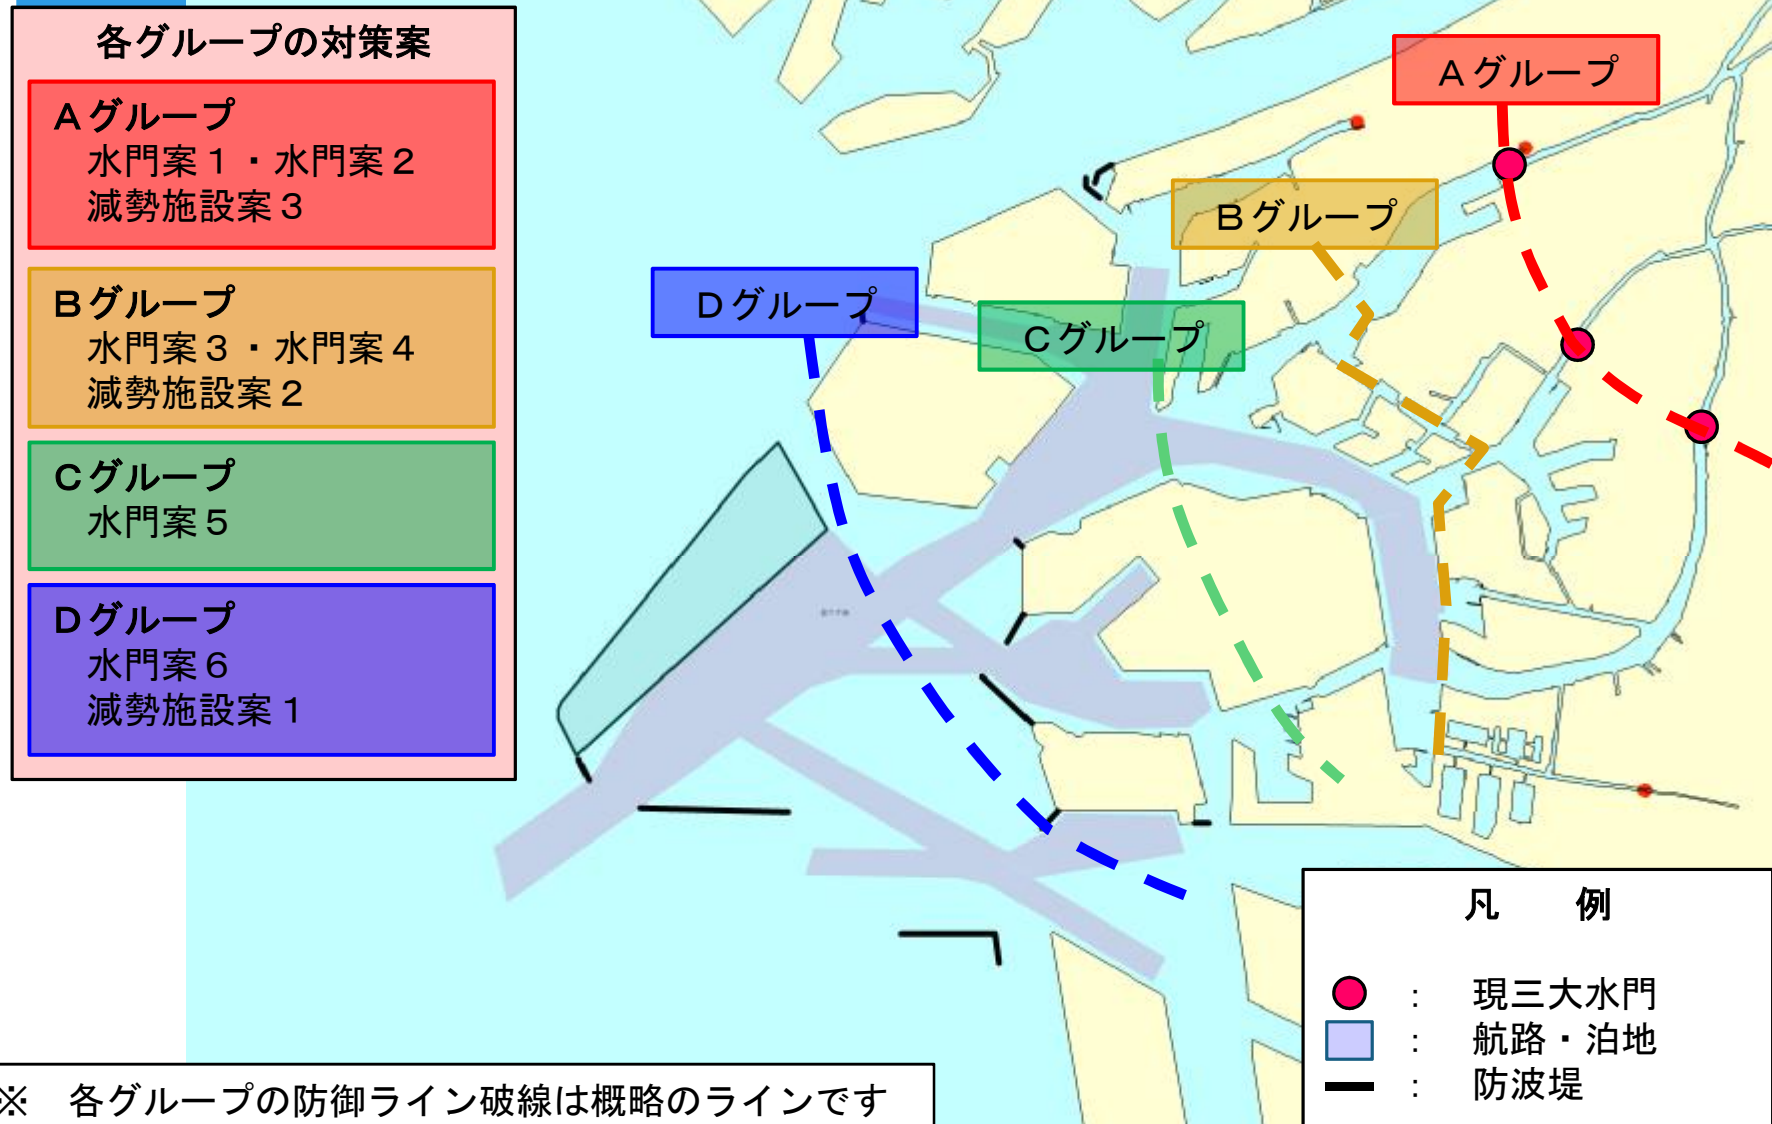 各グループの対策案
Aグループ
水門案1・水門案2
減勢施設案3
Bグループ
水門案3・水門案4
減勢施設案2
Cグループ
水門案5
Dグループ
水門案6
減勢施設案1
Aグループ
Bグループ
Dグループ
Cグループ
凡 例
: 現三大水門
: 航路・泊地
: 防波堤
※ 各グループの防御ライン破線は概略のラインです